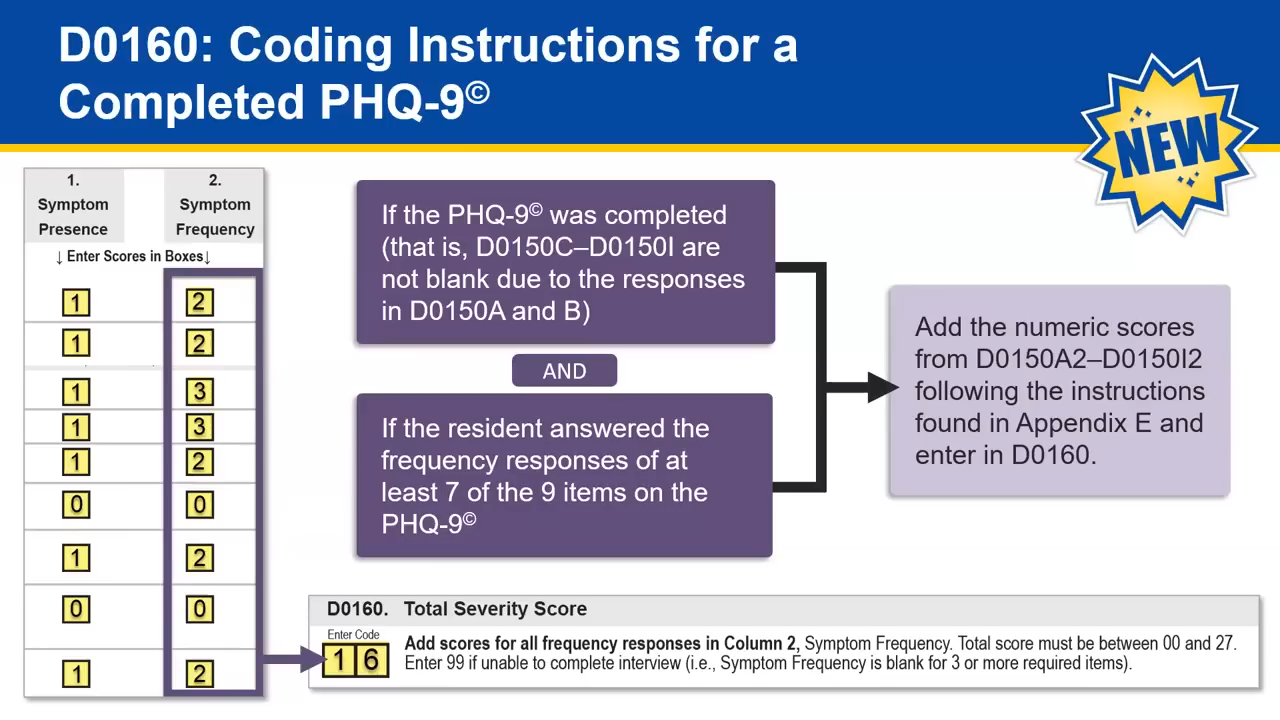 D0160: Coding Instructions for a
Completed PHQ-9©
NEW
1.
Symptom
Presence
2.
Symptom
Frequency
↓ Enter Scores in Boxes↓
1 2
1 2
1 3
1 3
1 2
0 0
1 2
0 0
1 2
If the PHQ-9© was completed
(that is, D0150C–D0150I are
not blank due to the responses
in D0150A and B)
AND
If the resident answered the
frequency responses of at
least 7 of the 9 items on the
PHQ-9©
Add the numeric scores
from D0150A2–D0150I2
following the instructions
found in Appendix E and
enter in D0160.
D0160. Total Severity Score
Enter Code
16
Add scores for all frequency responses in Column 2, Symptom Frequency. Total score must be between 00 and 27.
Enter 99 if unable to complete interview (i.e., Symptom Frequency is blank for 3 or more required items).